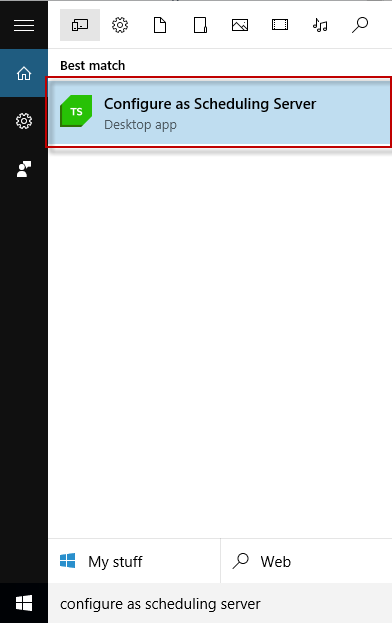 Best match
TS
Configure as Scheduling Server
Desktop app
My stuff
Web
configure as scheduling server